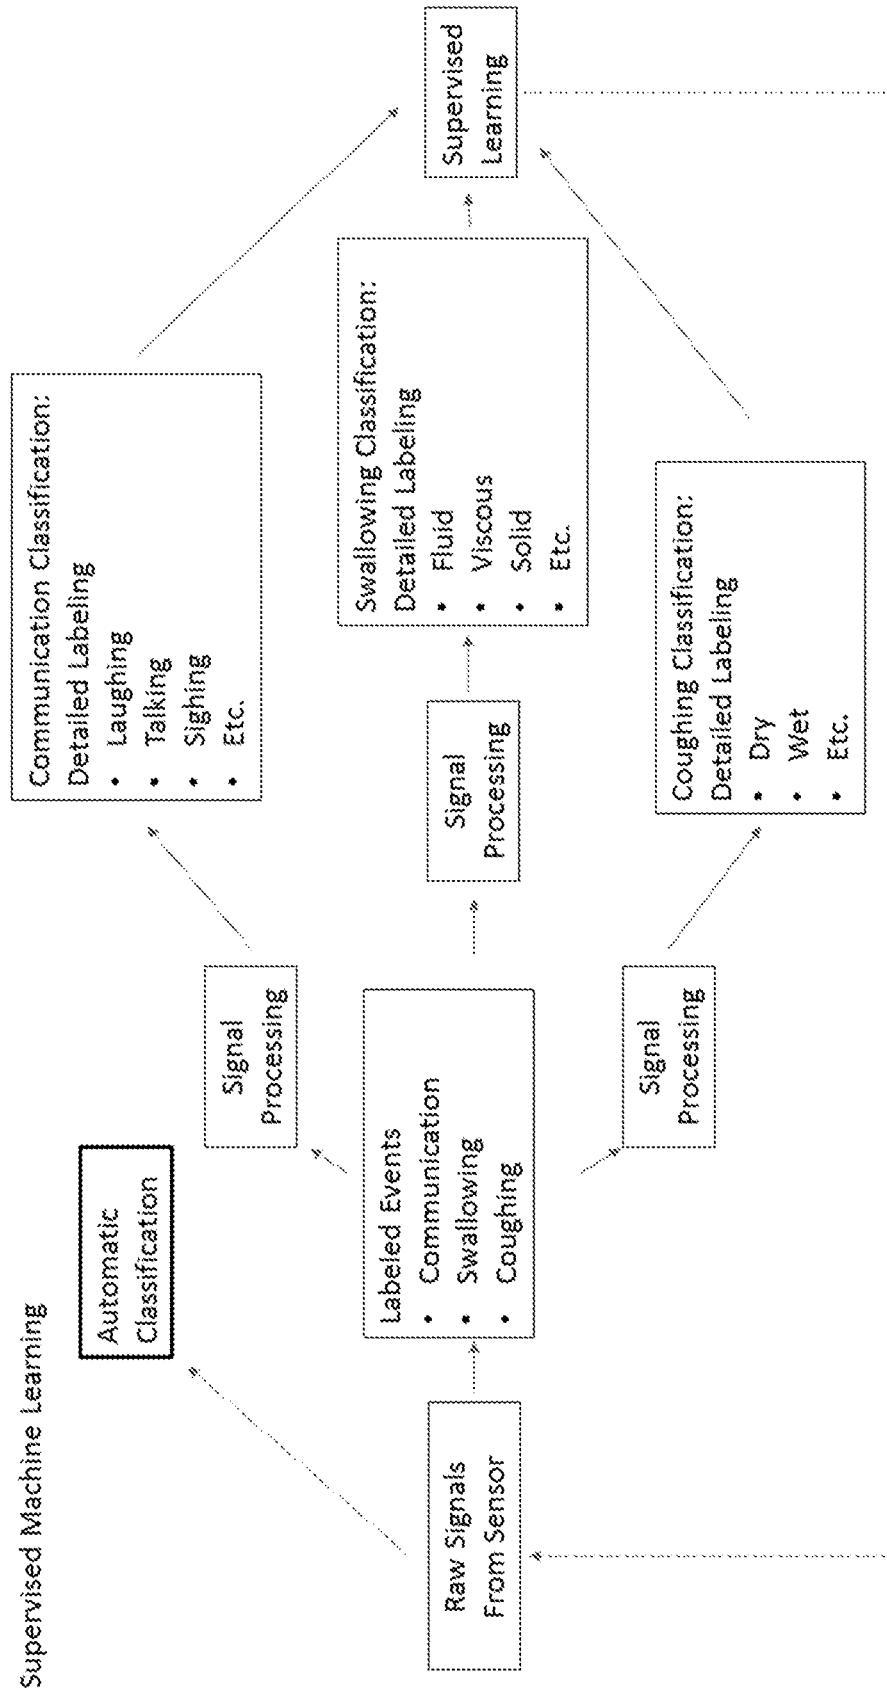 Supervised Machine Learning
Automatic
Classification
Raw Signals
From Sensor
Labeled Events
• Communication
• Swallowing
• Coughing
Signal
Processing
Signal
Processing
Signal
Processing
Communication Classification:
Detailed Labeling
• Laughing
• Talking
• Sighing
• Etc.
Swallowing Classification:
Detailed Labeling
• Fluid
• Viscous
• Solid
• Etc.
Coughing Classification:
Detailed Labeling
• Dry
• Wet
• Etc.
Supervised
Learning